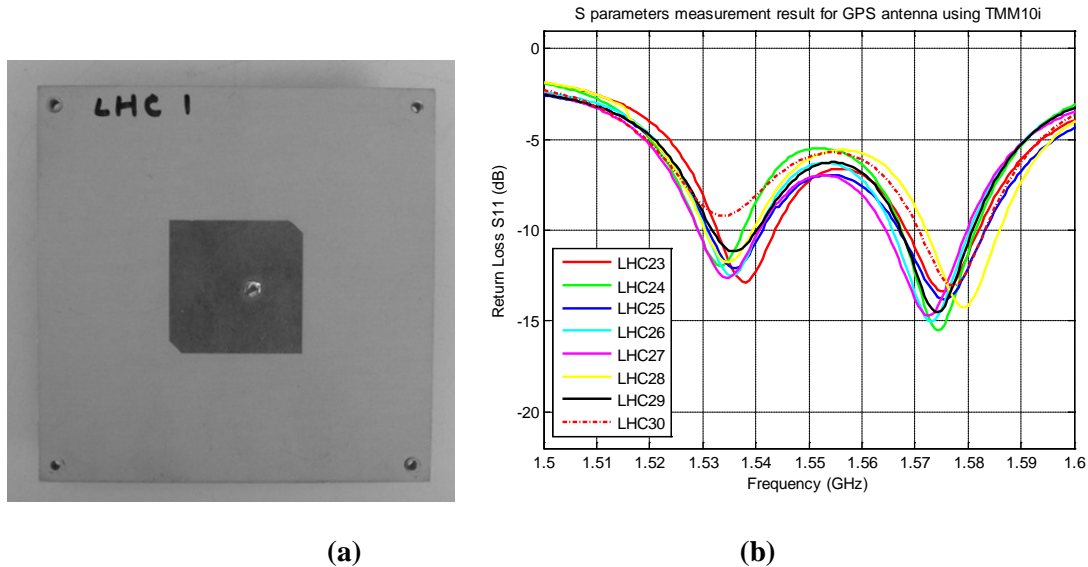 LHC 1
S parameters measurement result for GPS antenna using TMM10i
0
-5
-10
-15
-20
Return Loss S11 (dB)
LHC23
LHC24
LHC25
LHC26
LHC27
LHC28
LHC29
LHC30
1.5 1.51 1.52 1.53 1.54 1.55 1.56 1.57 1.58 1.59 1.6
Frequency (GHz)
(a) (b)